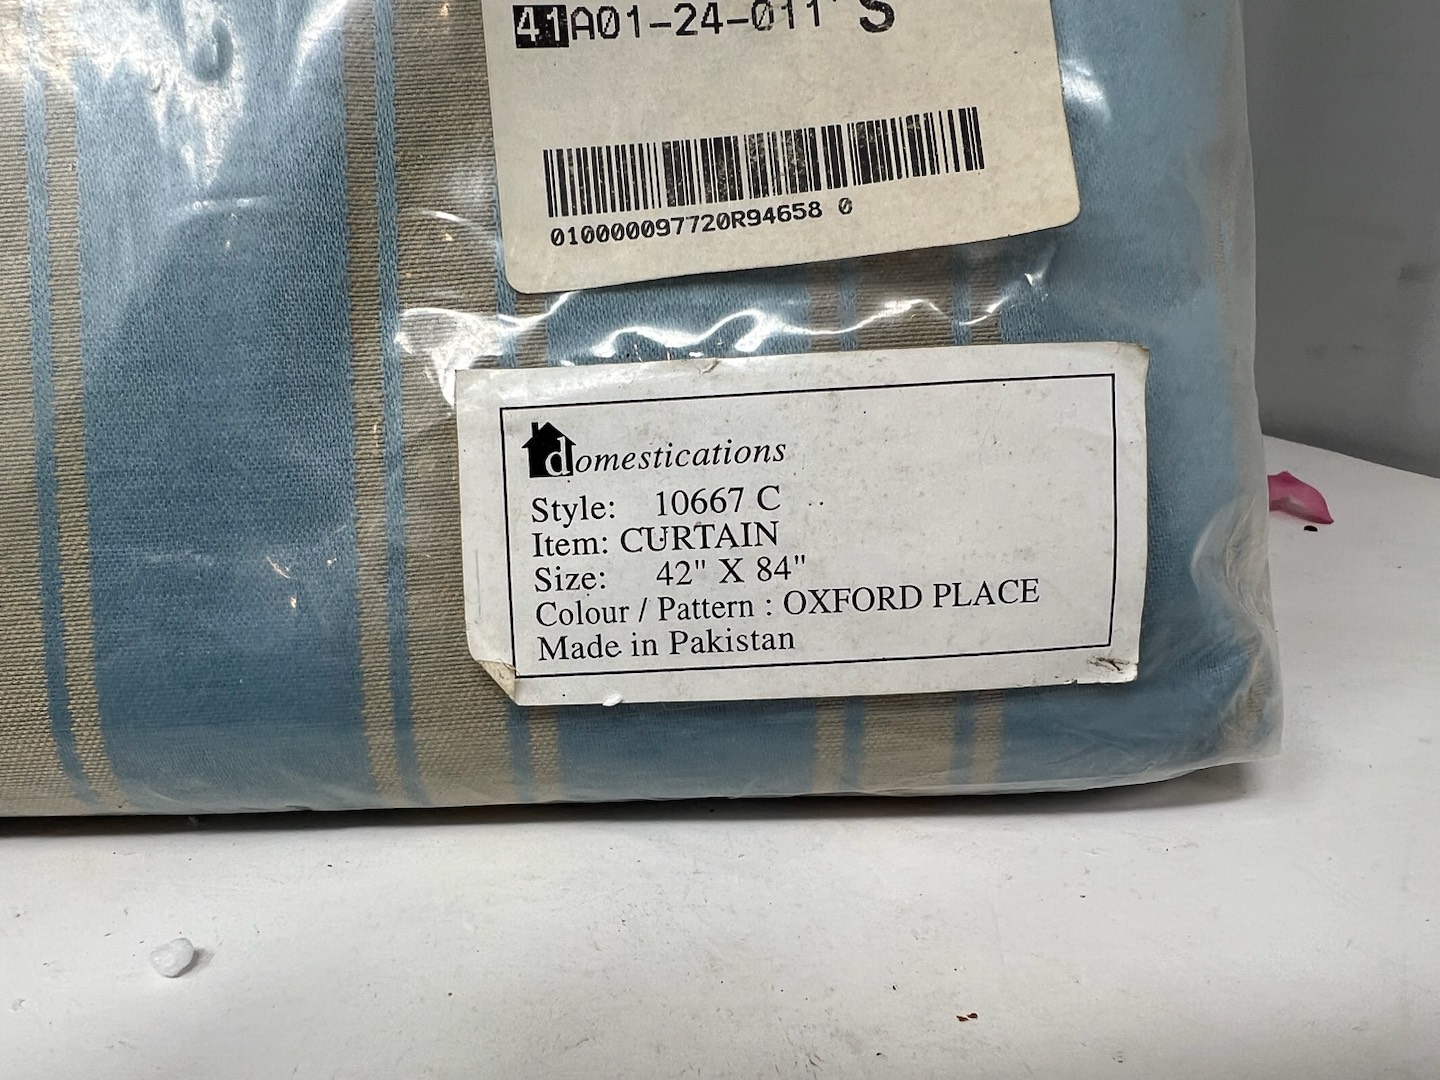 41A01-24-011 S
010000097720R94658 0
domestications
Style: 10667 C
Item: CURTAIN
Size: 42" X 84"
Colour / Pattern : OXFORD PLACE
Made in Pakistan